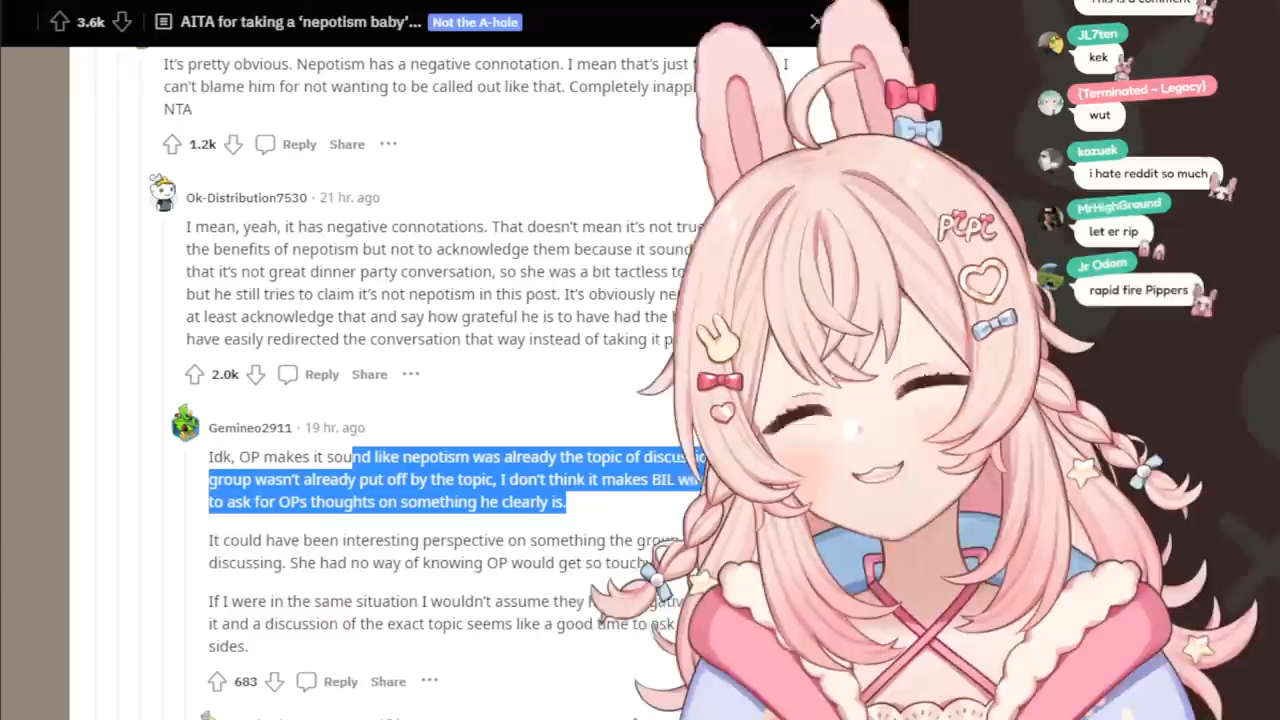 3.6k
AITA for taking a ‘nepotism baby’...
Not the A-hole
It’s pretty obvious. Nepotism has a negative connotation. I mean that’s just I
can’t blame him for not wanting to be called out like that. Completely
NTA
1.2k Reply Share ...
Ok-Distribution7530 · 21 hr. ago
I mean, yeah, it has negative connotations. That doesn’t mean it’s not
the benefits of nepotism but not to acknowledge them because it
that it’s not great dinner party conversation, so she was a bit tactless to
but he still tries to claim it’s not nepotism in this post. It’s obviously
at least acknowledge that and say how grateful he is to have had the
have easily redirected the conversation that way instead of taking it
2.0k Reply Share ...
Gemineo2911 · 19 hr. ago
Idk, OP makes it sound like nepotism was already the topic of
group wasn’t already put off by the topic, I don’t think it makes BIL
to ask for OPs thoughts on something he clearly is.
It could have been interesting perspective on something the
discussing. She had no way of knowing OP would get so
If I were in the same situation I wouldn’t assume they
it and a discussion of the exact topic seems like a good time to ask
sides.
683 Reply Share ...
This is a comment
JL7ten
kek
{Terminated – Legacy}
wut
kazuek
i hate reddit so much
MrHighGround
let er rip
Jr Odom
rapid fire Pippers
PiPi